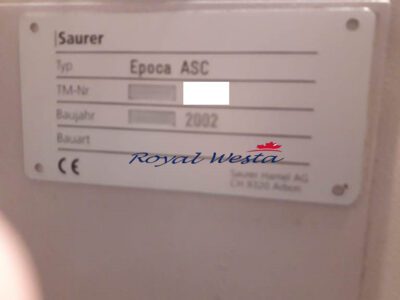 Saurer
Typ Epoca ASC
TM-Nr
Baujahr 2002
Bauart
Royal Westa
CE
Saurer Hamel AG
CH 9320 Arbon